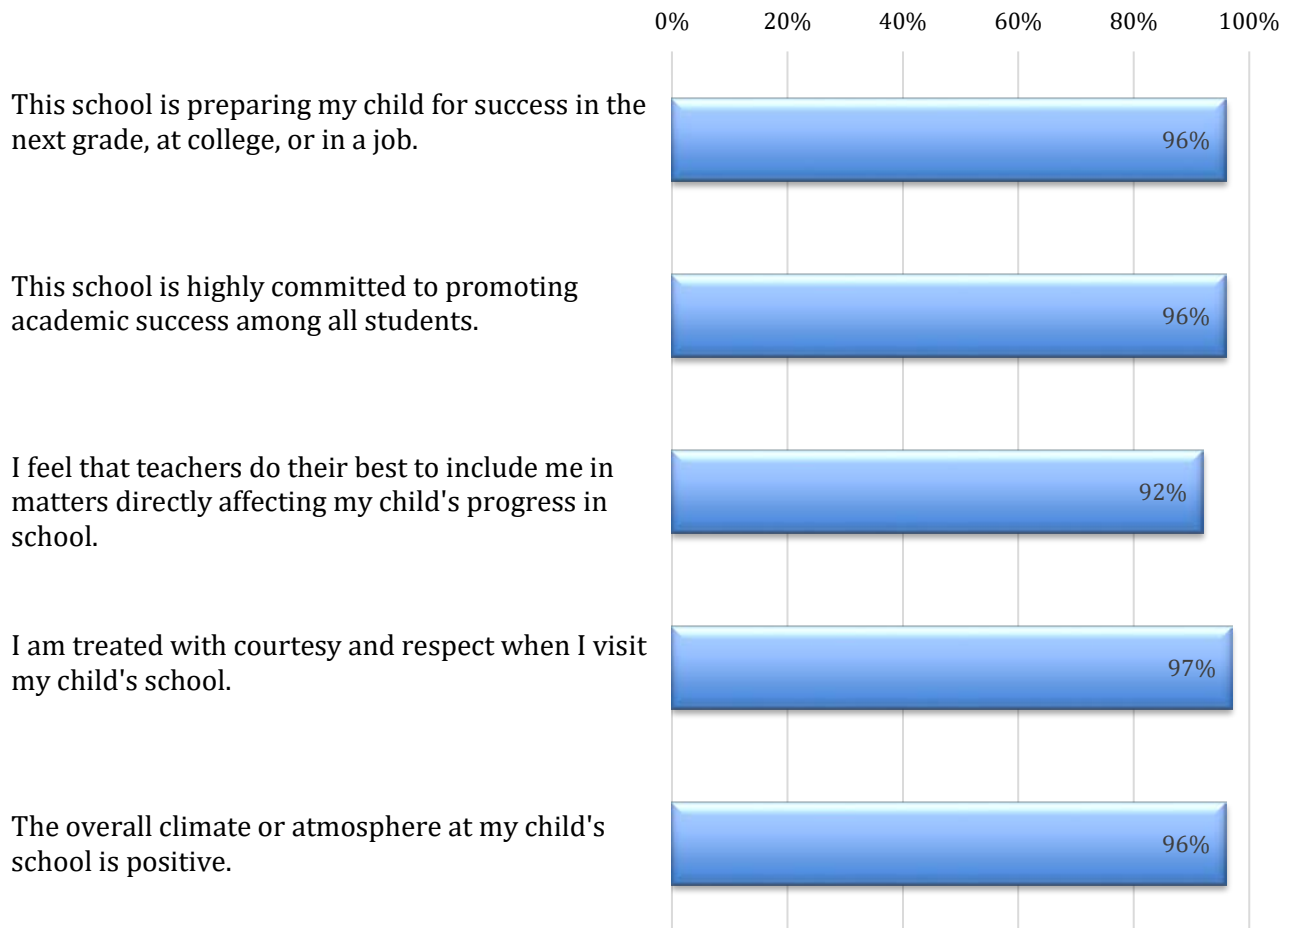 0% 20% 40% 60% 80% 100%
This school is preparing my child for success in the
next grade, at college, or in a job.
96%
This school is highly committed to promoting
academic success among all students.
96%
I feel that teachers do their best to include me in
matters directly affecting my child's progress in
school.
92%
I am treated with courtesy and respect when I visit
my child's school.
97%
The overall climate or atmosphere at my child's
school is positive.
96%